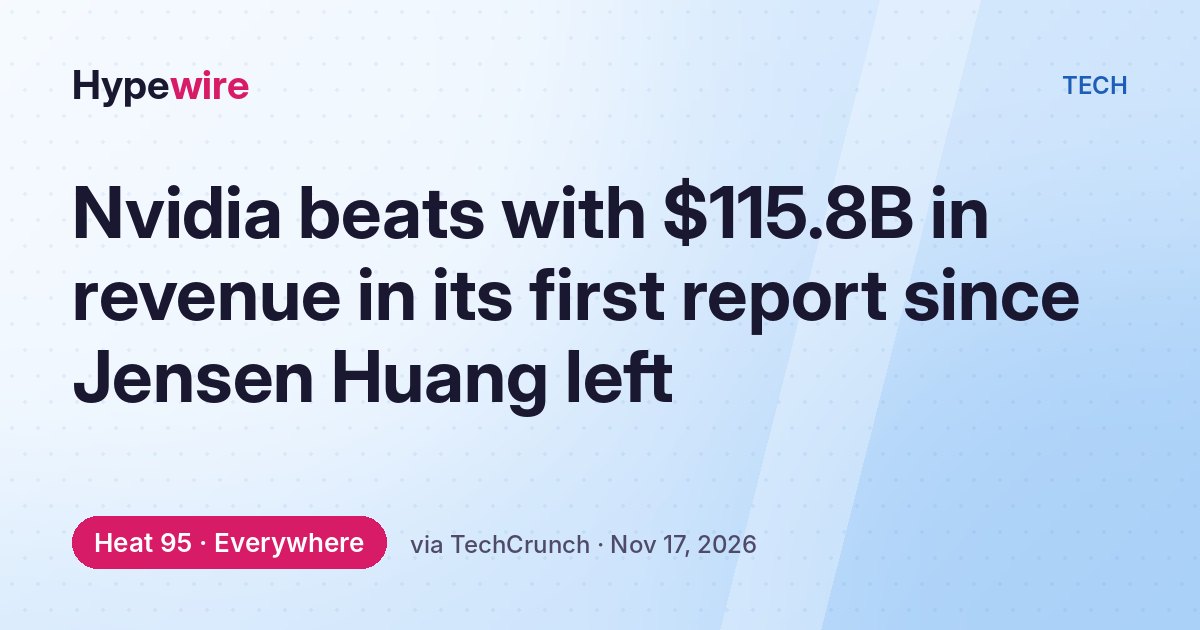 Hypewire
TECH
Nvidia beats with $115.8B in
revenue in its first report since
Jensen Huang left
Heat 95 · Everywhere
via TechCrunch · Nov 17, 2026